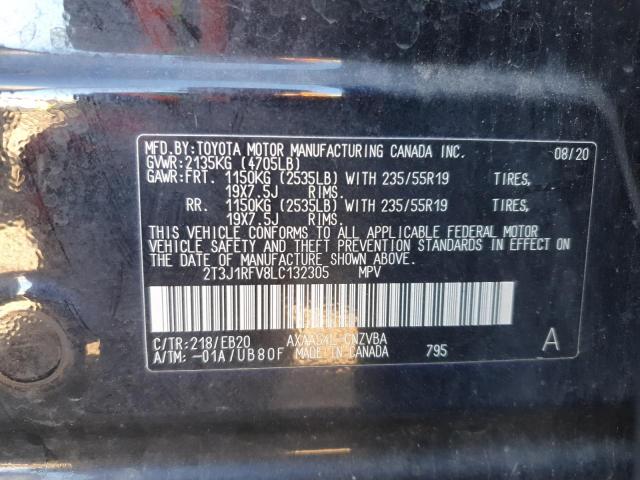 MFD.BY:TOYOTA MOTOR MANUFACTURING CANADA INC. 08/20
GVWR:2135KG (4705LB)
GAWR:FRT. 1150KG (2535LB) WITH 235/55R19 TIRES,
19X7.5J RIMS.
RR. 1150KG (2535LB) WITH 235/55R19 TIRES,
19X7.5J RIMS.
THIS VEHICLE CONFORMS TO ALL APPLICABLE FEDERAL MOTOR
VEHICLE SAFETY AND THEFT PREVENTION STANDARDS IN EFFECT
ON THE DATE OF MANUFACTURE SHOWN ABOVE.
2T3J1RFV8LC132305 MPV
C/TR:218/EB20
A/TM: -01A/UB80F MADE IN CANADA 795 A